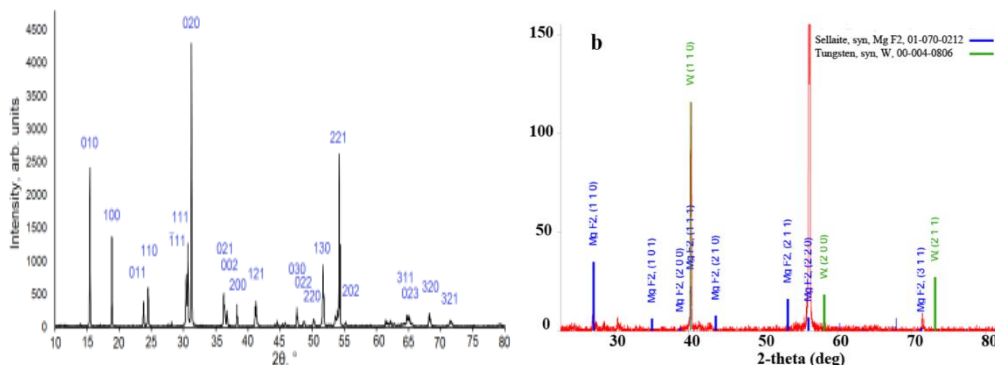 4500
4000
3500
3000
2500
2000
1500
1000
500
0
Intensity, arb. units
10 15 20 25 30 35 40 45 50 55 60 65 70 75 80
2θ, °
010
100
011
110
1̄11
111
020
021
002
200
121
030
022
220
130
221
202
311
023
320
321
b
150
100
50
0
30 40 50 60 70 80
2-theta (deg)
Sellaite, syn, Mg F2, 01-070-0212
Tungsten, syn, W, 00-004-0806
Mg F2, (1 1 0)
Mg F2, (1 0 1)
Mg F2, (2 0 0)
W (1 1 0)
Mg F2, (1 1 1)
Mg F2, (2 1 0)
Mg F2, (2 1 1)
Mg F2, (2 2 0)
W (2 0 0)
Mg F2, (3 1 1)
W (2 1 1)